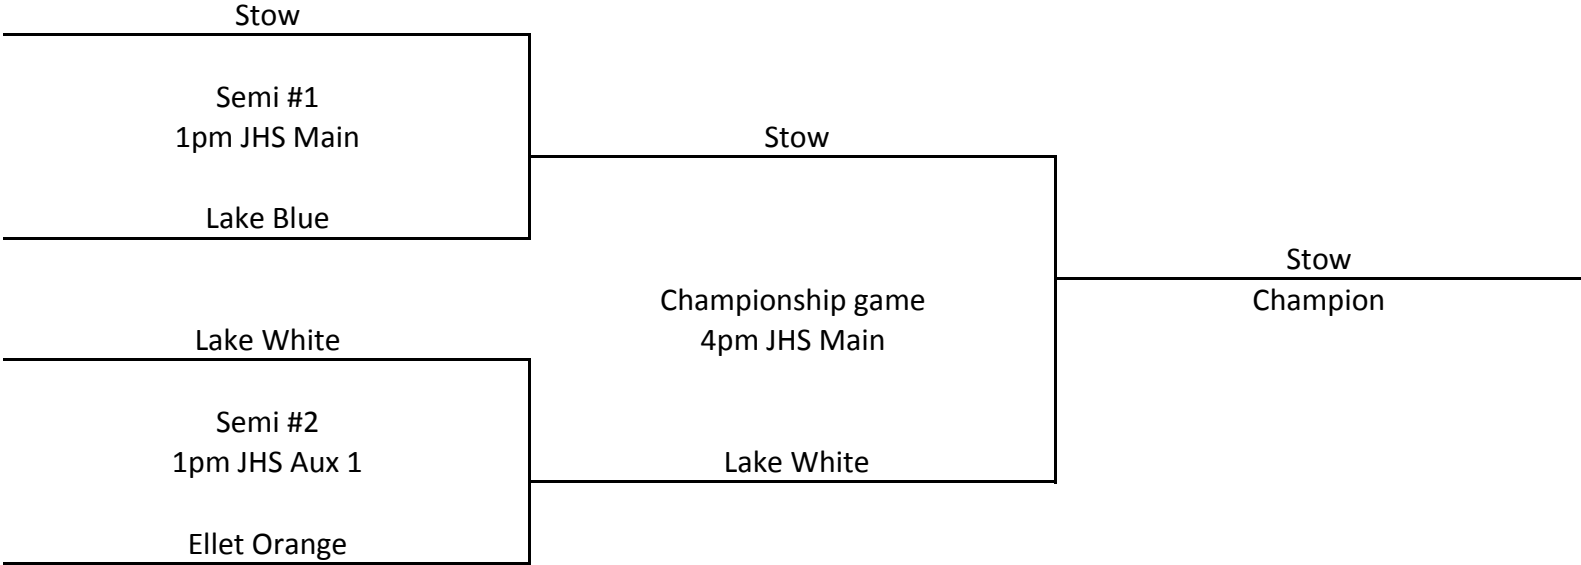 Stow
Semi #1
1pm JHS Main
Lake Blue
Lake White
Semi #2
1pm JHS Aux 1
Ellet Orange
Stow
Championship game
4pm JHS Main
Lake White
Stow
Champion